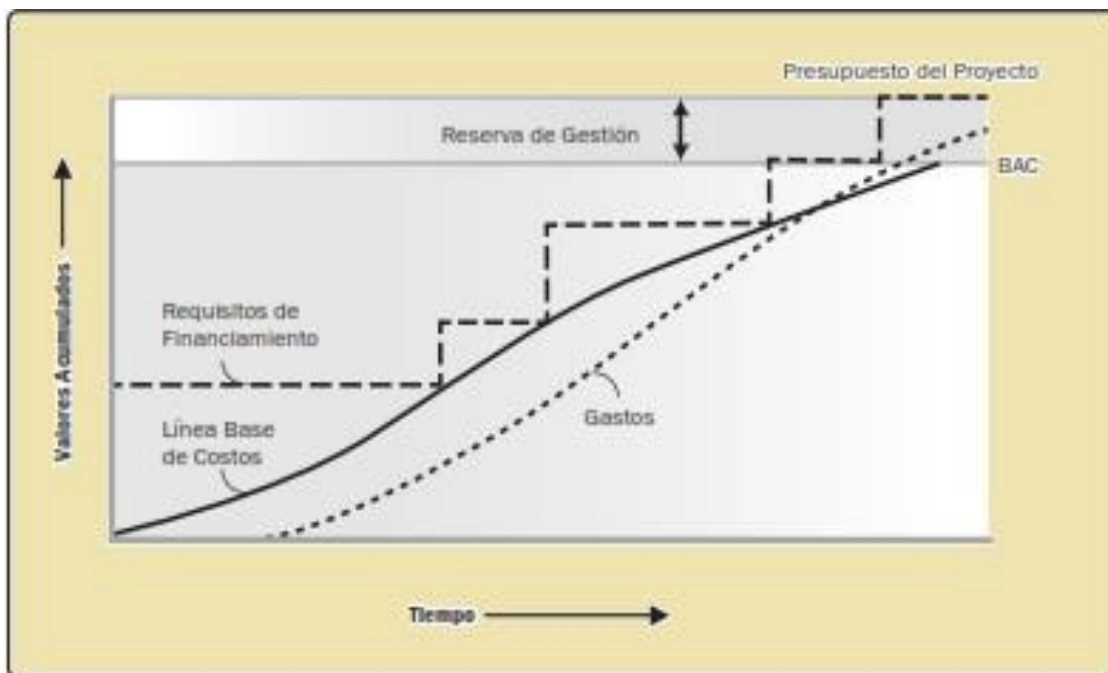 Presupuesto del Proyecto
Reserva de Gestión
BAC
Requisitos de
Financiamiento
Línea Base
de Costos
Gastos
Valores Acumulados
Tiempo